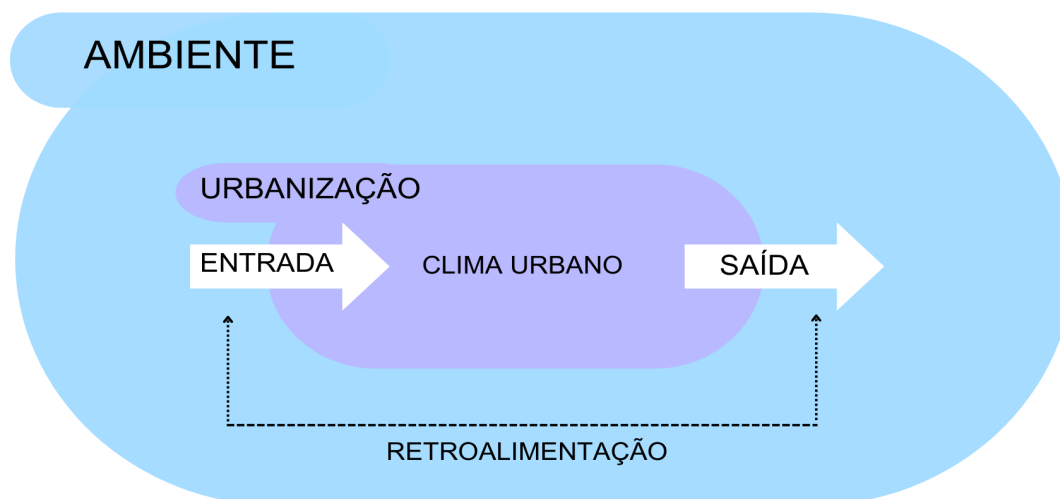 AMBIENTE
URBANIZAÇÃO
ENTRADA
CLIMA URBANO
SAÍDA
RETROALIMENTAÇÃO